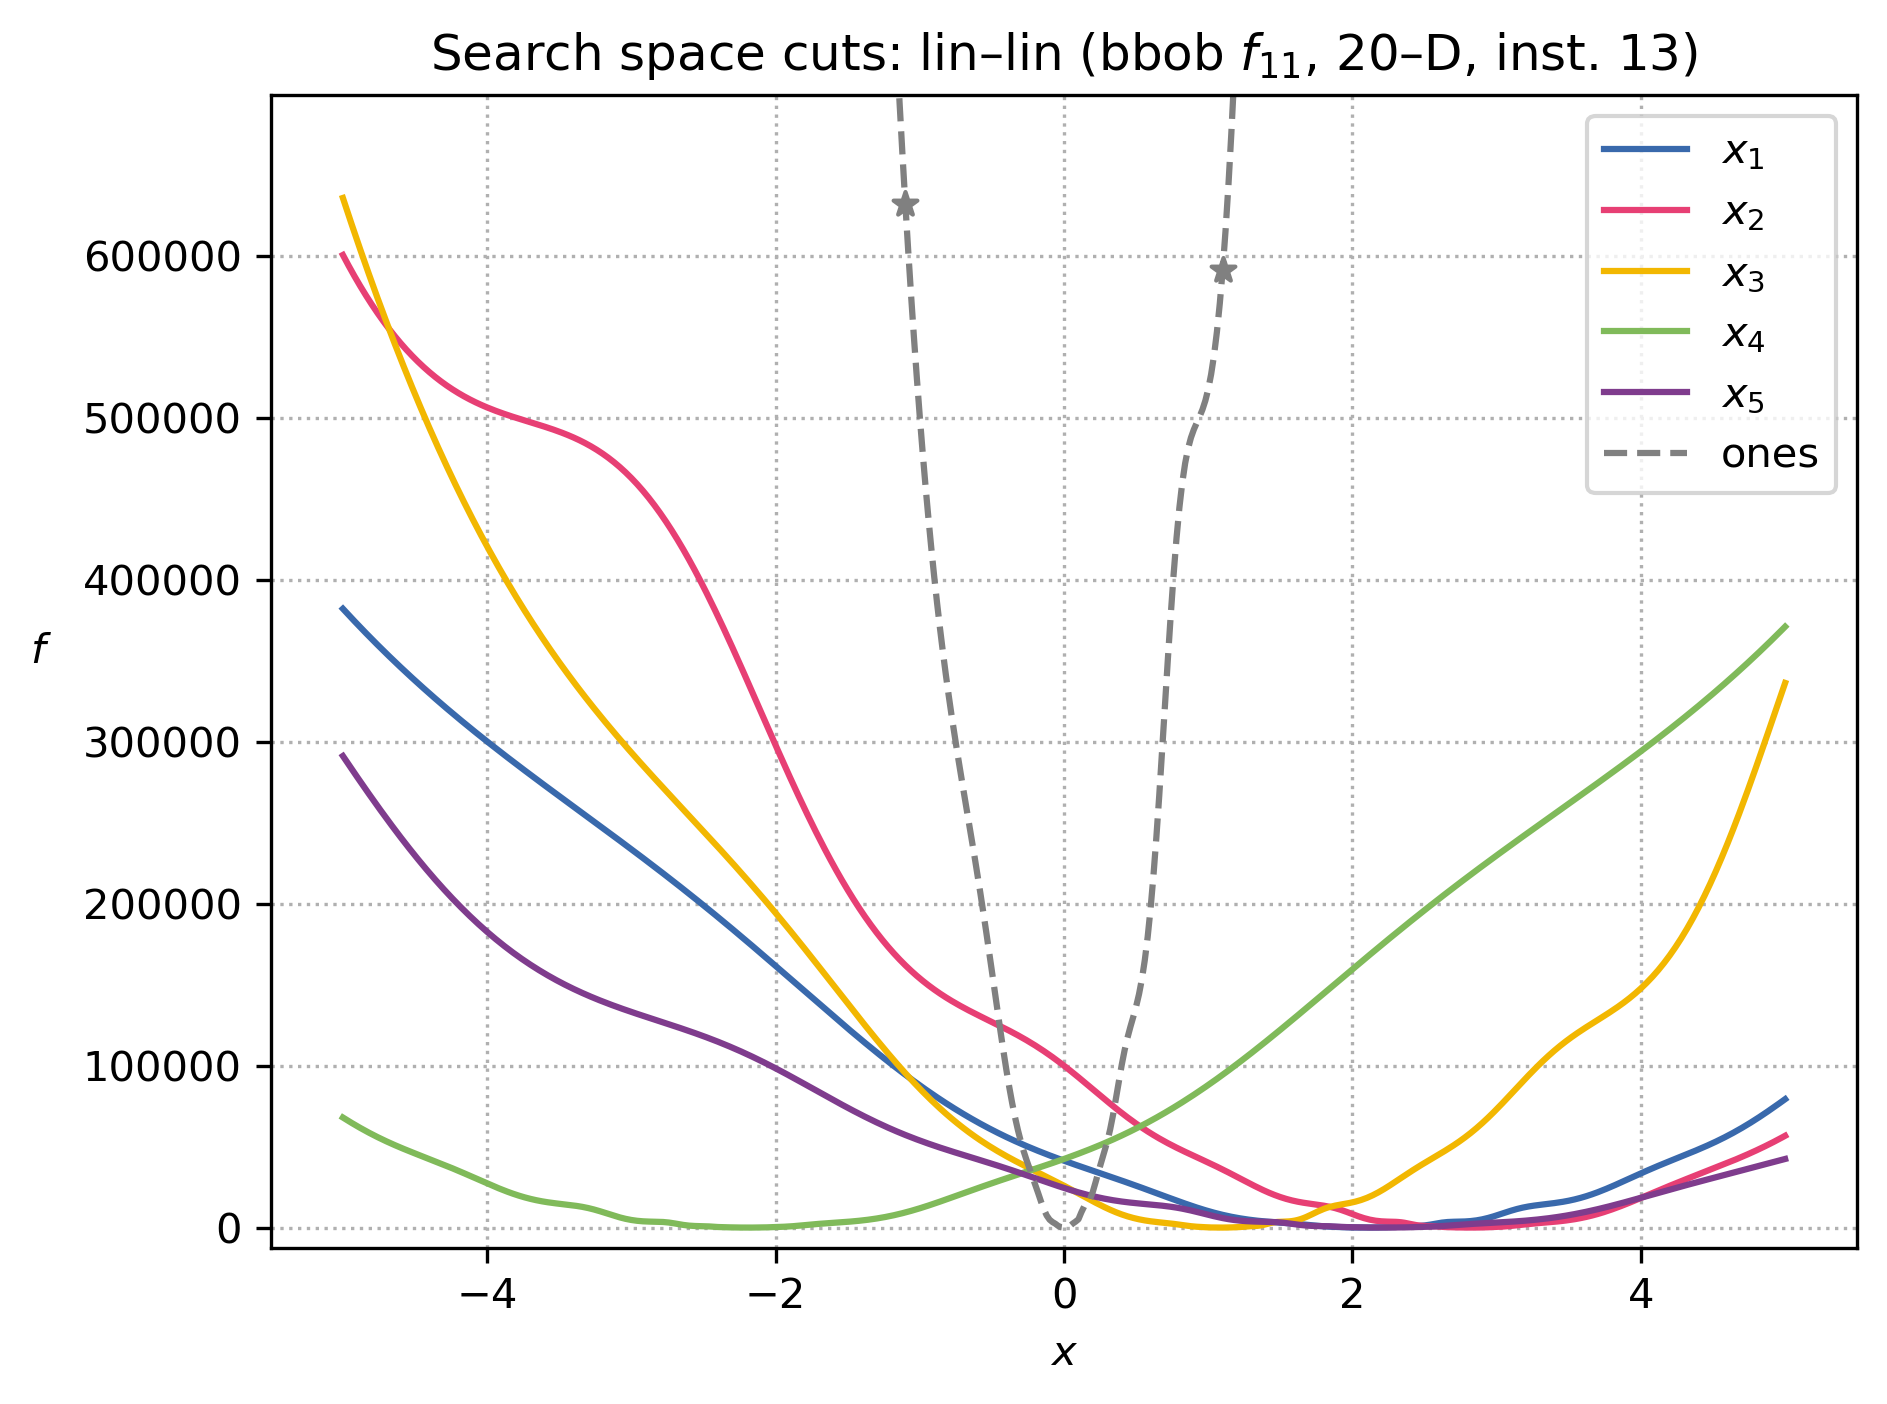 Search space cuts: lin–lin (bbob f₁₁, 20–D, inst. 13)
x₁
x₂
x₃
x₄
x₅
ones
600000
500000
400000
300000
200000
100000
0
f
−4 −2 0 2 4
x